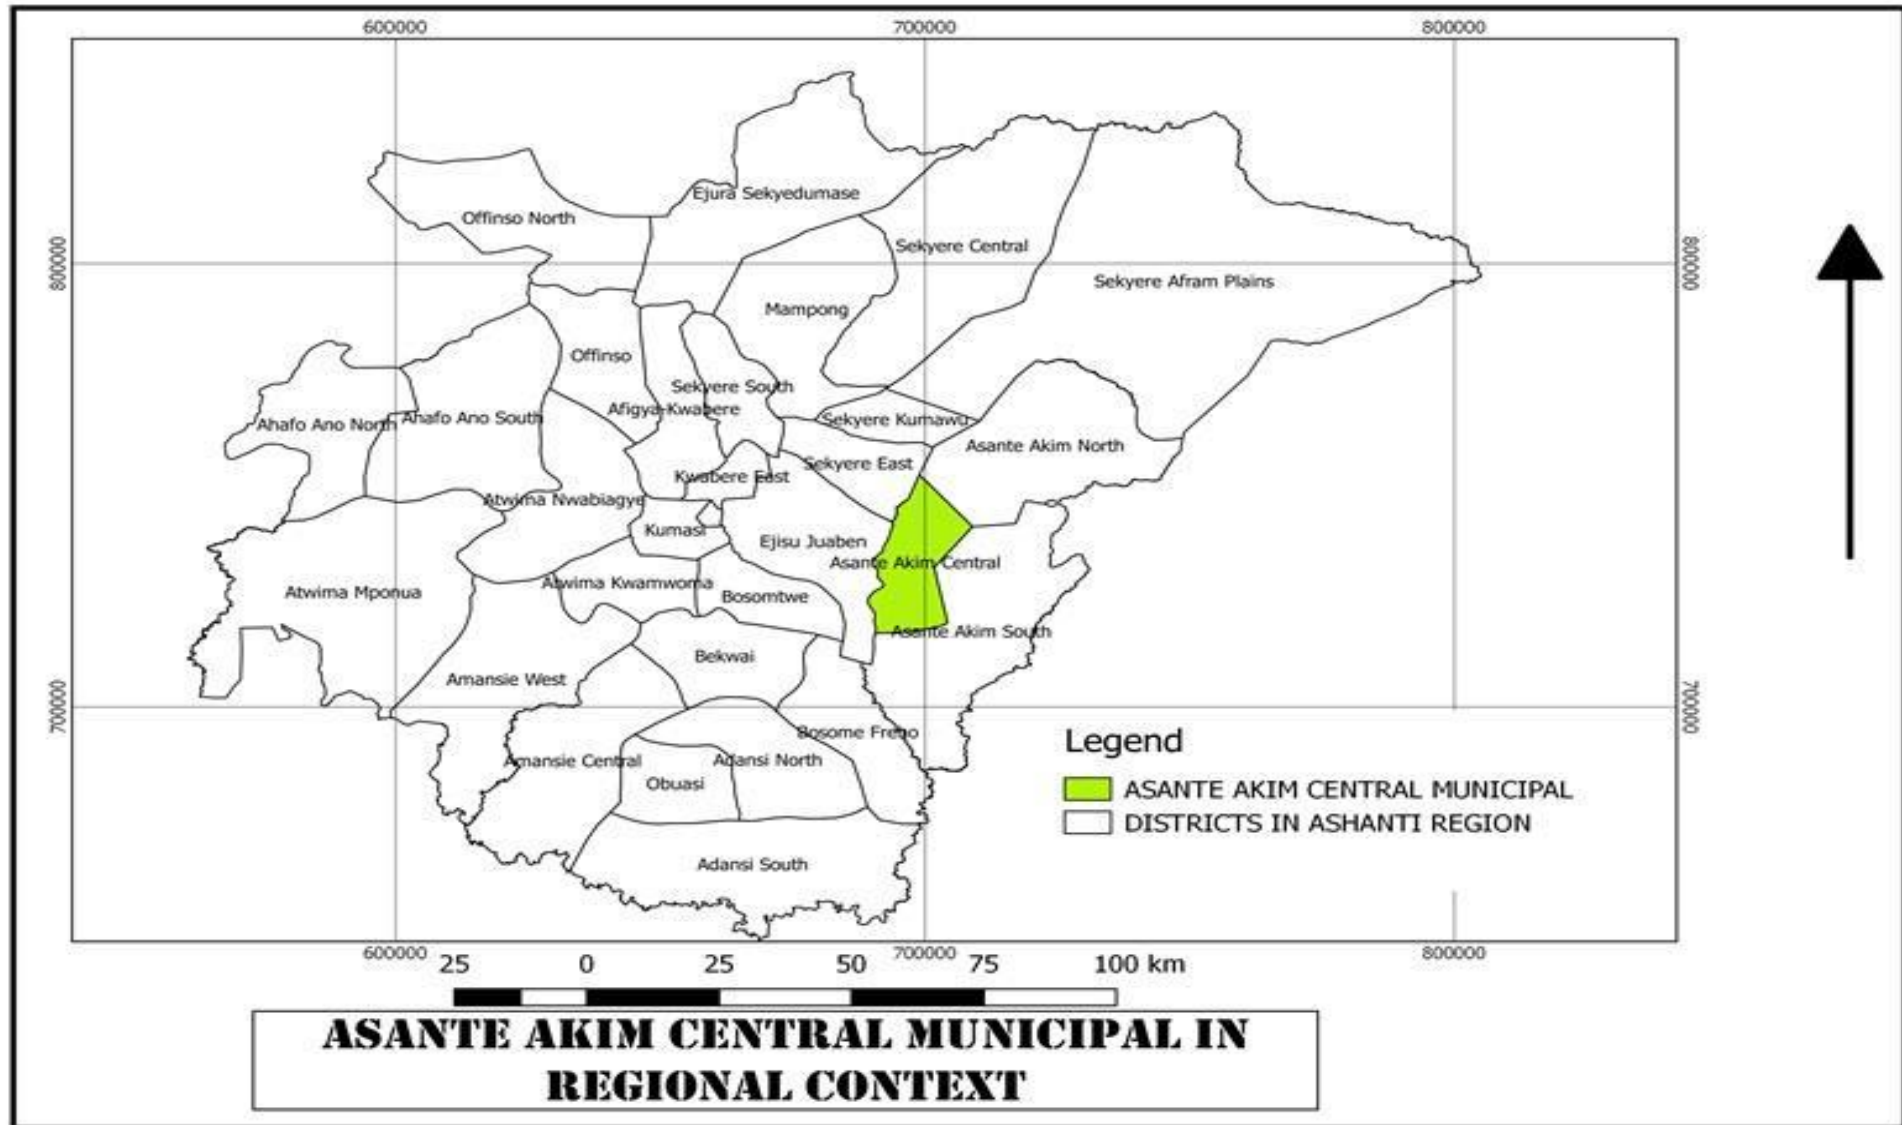 600000 700000 800000
Ejura Sekyedumase
Offinso North
Sekyere Central
800000
800000
Sekyere Afram Plains
Mampong
Offinso
Sekyere South
Afigya-Kwabere
Ahafo Ano South
Ahafo Ano North
Sekyere Kumawu
Asante Akim North
Sekyere East
Kwabere East
Atwima Nwabiagye
Kumasi
Ejisu Juaben
Asante Akim Central
Atwima Kwamwoma
Atwima Mponua
Bosomtwe
Asante Akim South
Bekwai
Amansie West
700000
700000
Bosome Freho
Amansie Central
Adansi North
Obuasi
Adansi South
Legend
ASANTE AKIM CENTRAL MUNICIPAL
DISTRICTS IN ASHANTI REGION
600000 700000 800000
25 0 25 50 75 100 km
ASANTE AKIM CENTRAL MUNICIPAL IN
REGIONAL CONTEXT